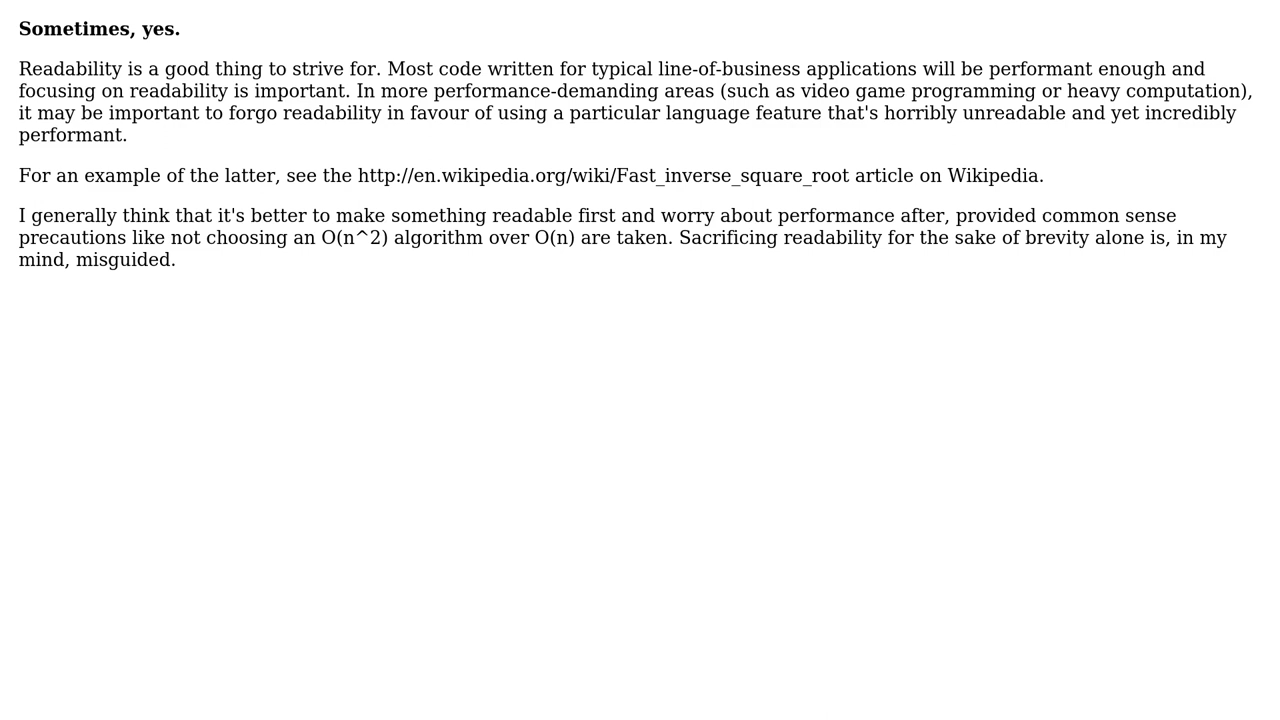 Sometimes, yes.
Readability is a good thing to strive for. Most code written for typical line-of-business applications will be performant enough and
focusing on readability is important. In more performance-demanding areas (such as video game programming or heavy computation),
it may be important to forgo readability in favour of using a particular language feature that's horribly unreadable and yet incredibly
performant.
For an example of the latter, see the http://en.wikipedia.org/wiki/Fast_inverse_square_root article on Wikipedia.
I generally think that it's better to make something readable first and worry about performance after, provided common sense
precautions like not choosing an O(n^2) algorithm over O(n) are taken. Sacrificing readability for the sake of brevity alone is, in my
mind, misguided.